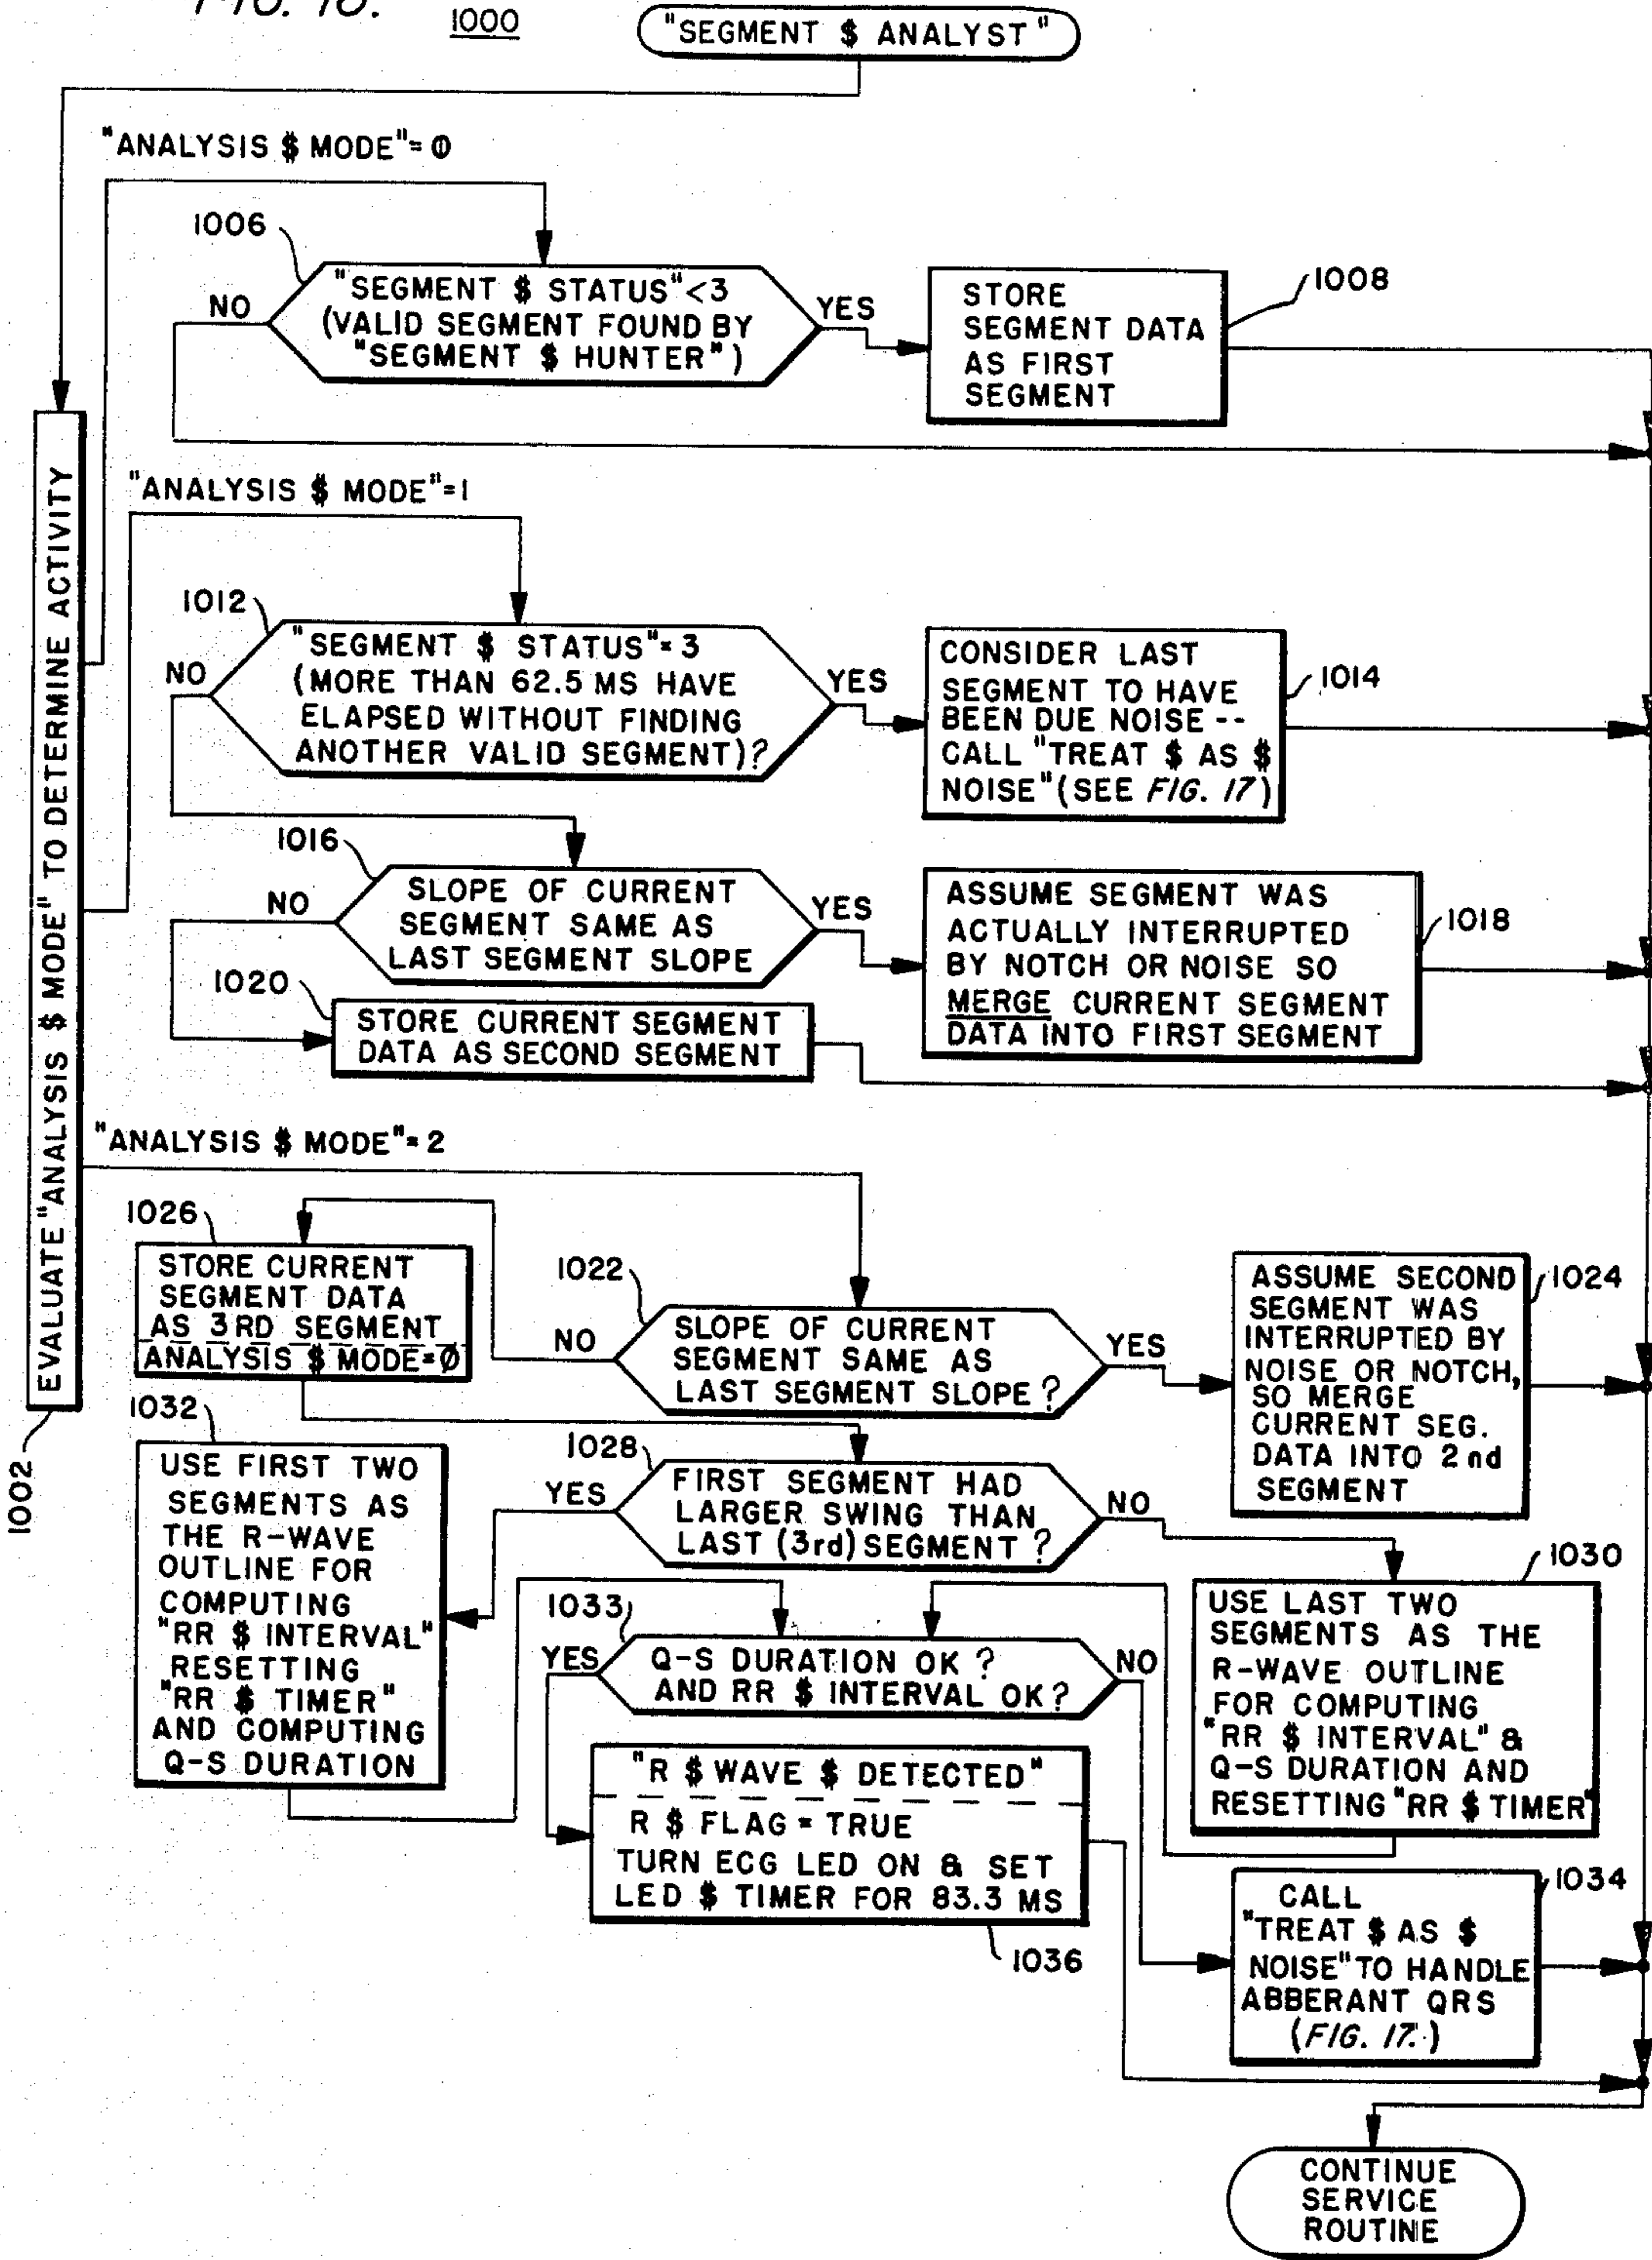 FIG. 16.
1000
"SEGMENT $ ANALYST"
"ANALYSIS $ MODE"=0
1006
"SEGMENT $ STATUS"<3
(VALID SEGMENT FOUND BY
"SEGMENT $ HUNTER")
NO
YES
STORE
SEGMENT DATA
AS FIRST
SEGMENT
1008
EVALUATE "ANALYSIS $ MODE" TO DETERMINE ACTIVITY
1002
"ANALYSIS $ MODE"=1
1012
"SEGMENT $ STATUS"=3
(MORE THAN 62.5 MS HAVE
ELAPSED WITHOUT FINDING
ANOTHER VALID SEGMENT)?
NO
YES
CONSIDER LAST
SEGMENT TO HAVE
BEEN DUE NOISE --
CALL "TREAT $ AS $
NOISE" (SEE FIG. 17)
1014
1016
SLOPE OF CURRENT
SEGMENT SAME AS
LAST SEGMENT SLOPE
NO
YES
ASSUME SEGMENT WAS
ACTUALLY INTERRUPTED
BY NOTCH OR NOISE SO
MERGE CURRENT SEGMENT
DATA INTO FIRST SEGMENT
1018
1020
STORE CURRENT SEGMENT
DATA AS SECOND SEGMENT
"ANALYSIS $ MODE"=2
1026
STORE CURRENT
SEGMENT DATA
AS 3RD SEGMENT
ANALYSIS $ MODE=Ø
1022
SLOPE OF CURRENT
SEGMENT SAME AS
LAST SEGMENT SLOPE ?
NO
YES
ASSUME SECOND
SEGMENT WAS
INTERRUPTED BY
NOISE OR NOTCH,
SO MERGE
CURRENT SEG.
DATA INTO 2nd
SEGMENT
1024
1032
USE FIRST TWO
SEGMENTS AS
THE R-WAVE
OUTLINE FOR
COMPUTING
"RR $ INTERVAL"
RESETTING
"RR $ TIMER"
AND COMPUTING
Q-S DURATION
1028
FIRST SEGMENT HAD
LARGER SWING THAN
LAST (3rd) SEGMENT ?
YES
NO
1030
USE LAST TWO
SEGMENTS AS THE
R-WAVE OUTLINE
FOR COMPUTING
"RR $ INTERVAL" &
Q-S DURATION AND
RESETTING "RR $ TIMER"
1033
Q-S DURATION OK ?
AND RR $ INTERVAL OK?
YES
NO
"R $ WAVE $ DETECTED"
R $ FLAG = TRUE
TURN ECG LED ON & SET
LED $ TIMER FOR 83.3 MS
1036
CALL
"TREAT $ AS $
NOISE" TO HANDLE
ABBERANT QRS
(FIG. 17.)
1034
CONTINUE
SERVICE
ROUTINE